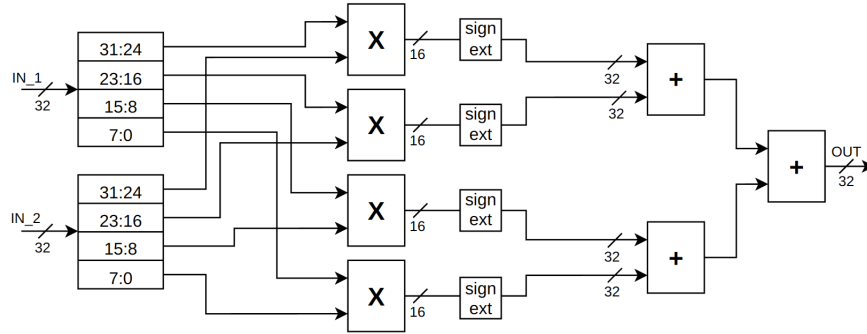 IN_1
32
31:24
23:16
15:8
7:0
IN_2
32
31:24
23:16
15:8
7:0
X
16
sign
ext
X
16
sign
ext
X
16
sign
ext
X
16
sign
ext
32
32
+
32
32
+
+
OUT
32